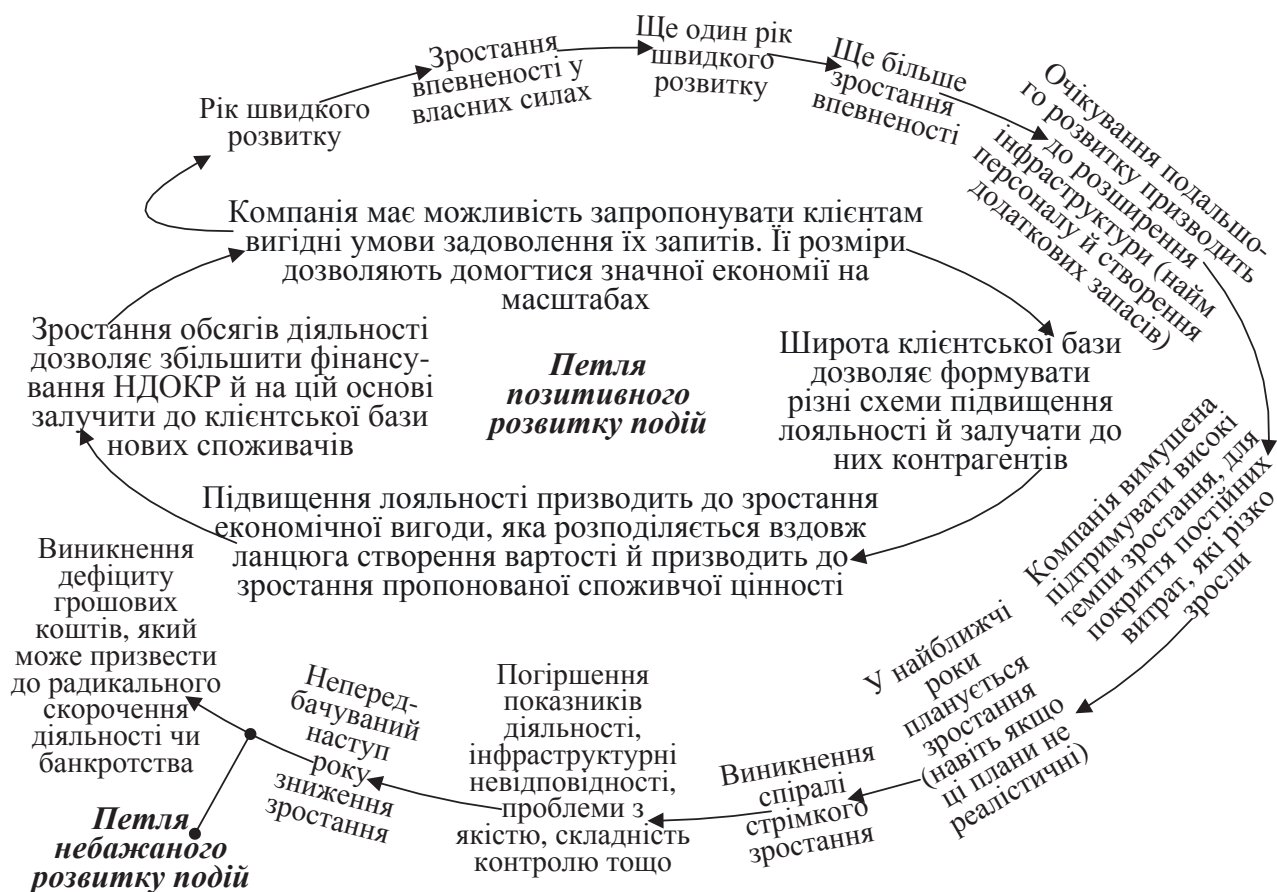 Рік швидкого
розвитку
Зростання
впевненості у
власних силах
Ще один рік
швидкого
розвитку
Ще більше
зростання
впевненості
Очікування подальшо-
го розвитку призводить
до розширення
інфраструктури (найм
персоналу й створення
додаткових запасів)
Компанія має можливість запропонувати клієнтам
вигідні умови задоволення їх запитів. Її розміри
дозволяють домогтися значної економії на
масштабах
Зростання обсягів діяльності
дозволяє збільшити фінансу-
вання НДОКР й на цій основі
залучити до клієнтської бази
нових споживачів
Петля
позитивного
розвитку подій
Широта клієнтської бази
дозволяє формувати
різні схеми підвищення
лояльності й залучати до
них контрагентів
Підвищення лояльності призводить до зростання
економічної вигоди, яка розподіляється вздовж
ланцюга створення вартості й призводить до
зростання пропонованої споживчої цінності
Компанія вимушена
підтримувати високі
темпи зростання, для
покриття постійних
витрат, які різко
зросли
У найближчі
роки
планується
зростання
(навіть якщо
ці плани не
реалістичні)
Виникнення
спіралі
стрімкого
зростання
Погіршення
показників
діяльності,
інфраструктурні
невідповідності,
проблеми з
якістю, складність
контролю тощо
Неперед-
бачуваний
наступ
року
зниження
зростання
Виникнення
дефіциту
грошових
коштів, який
може призвести
до радикального
скорочення
діяльності чи
банкротства
Петля
небажаного
розвитку подій